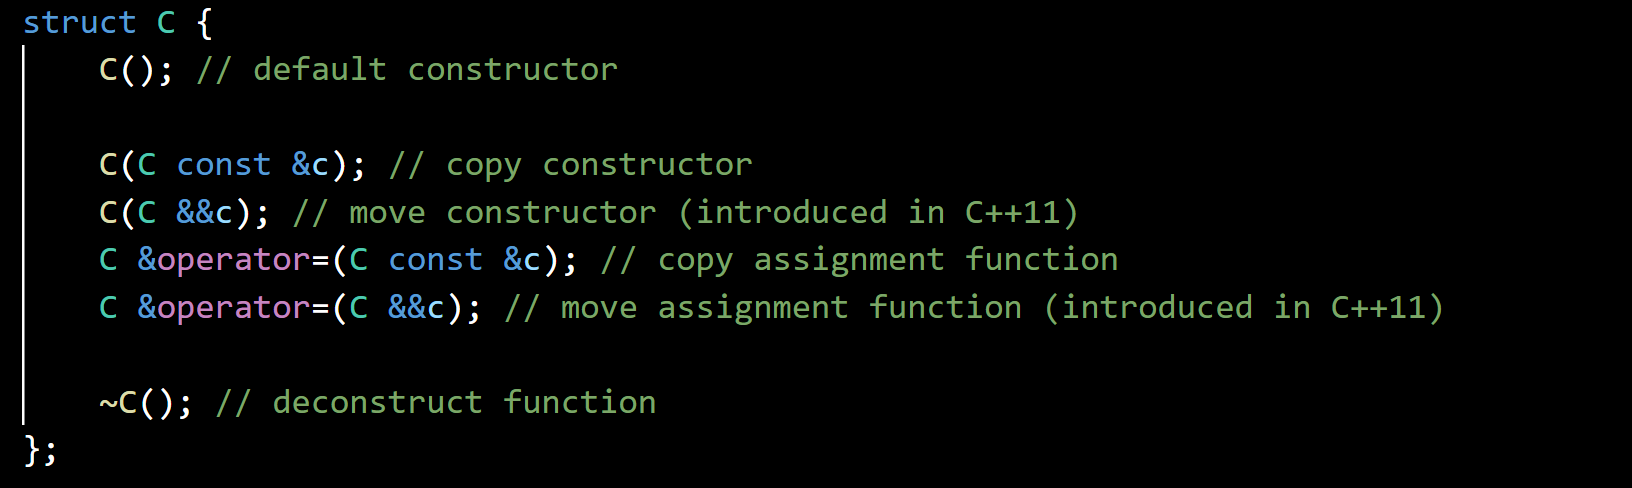 struct C {
    C(); // default constructor

    C(C const &c); // copy constructor
    C(C &&c); // move constructor (introduced in C++11)
    C &operator=(C const &c); // copy assignment function
    C &operator=(C &&c); // move assignment function (introduced in C++11)

    ~C(); // deconstruct function
};